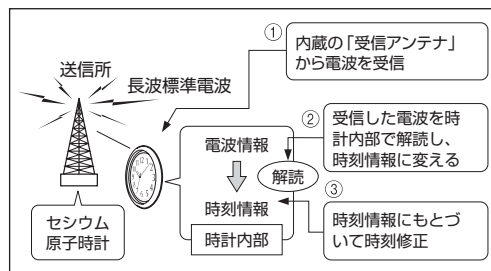 ①
内蔵の「受信アンテナ」
から電波を受信
送信所
長波標準電波
②
受信した電波を時
計内部で解読し、
時刻情報に変える
電波情報
解読
時刻情報
時計内部
③
時刻情報にもとづ
いて時刻修正
セシウム
原子時計